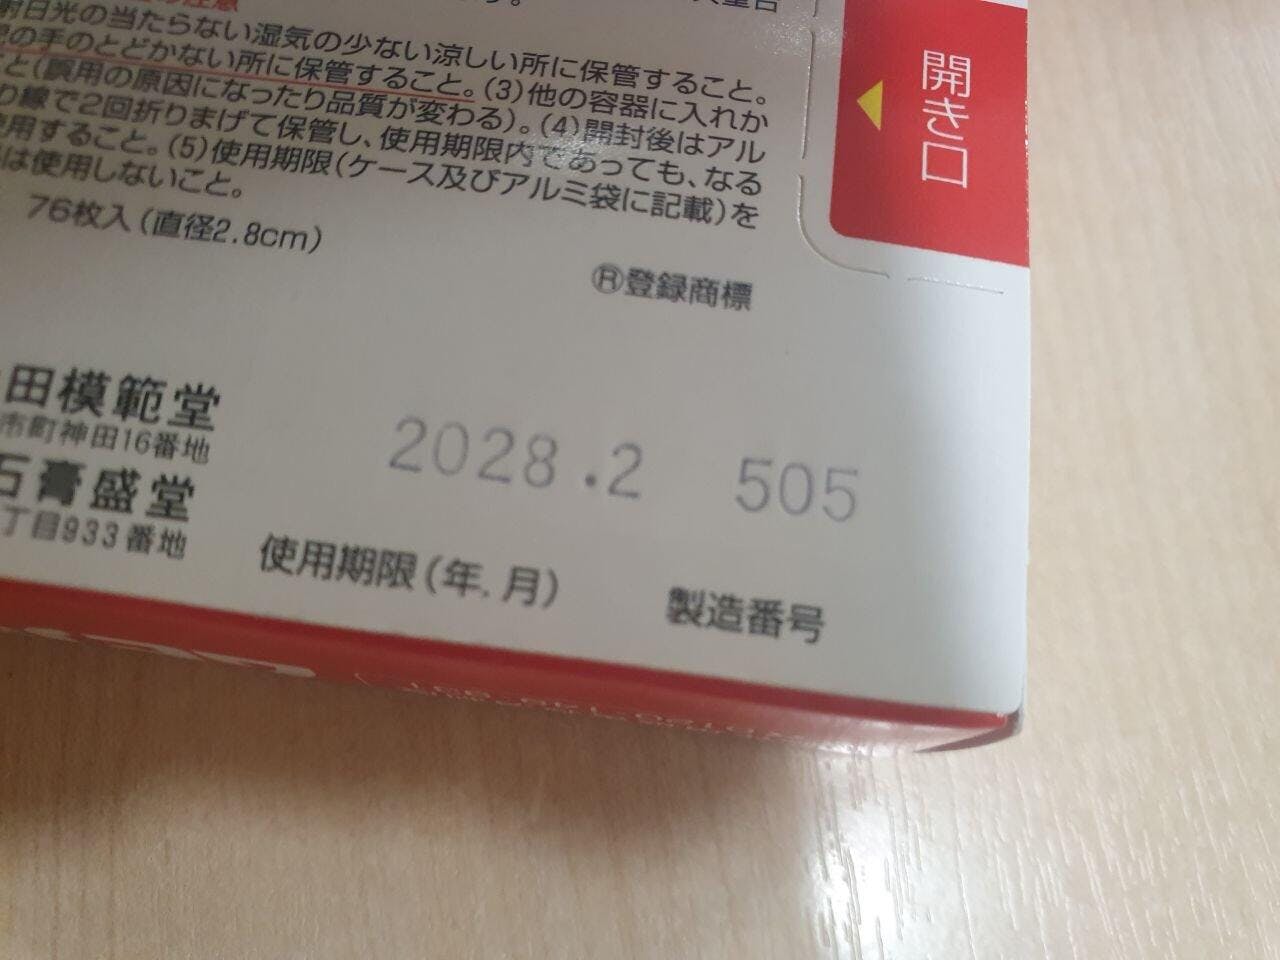 射日光の当たらない湿気の少ない涼しい所に保管すること。
の手のとどかない所に保管すること。(3)他の容器に入れか
と(誤用の原因になったり品質が変わる)。(4)開封後はアル
り線で2回折りまげて保管し、使用期限内であっても、なる
使用すること。(5)使用期限(ケース及びアルミ袋に記載)を
は使用しないこと。
76枚入(直径2.8cm)
®登録商標
開き口
田模範堂
市町神田16番地
石膏盛堂
丁目933番地
2028.2 505
使用期限(年.月) 製造番号